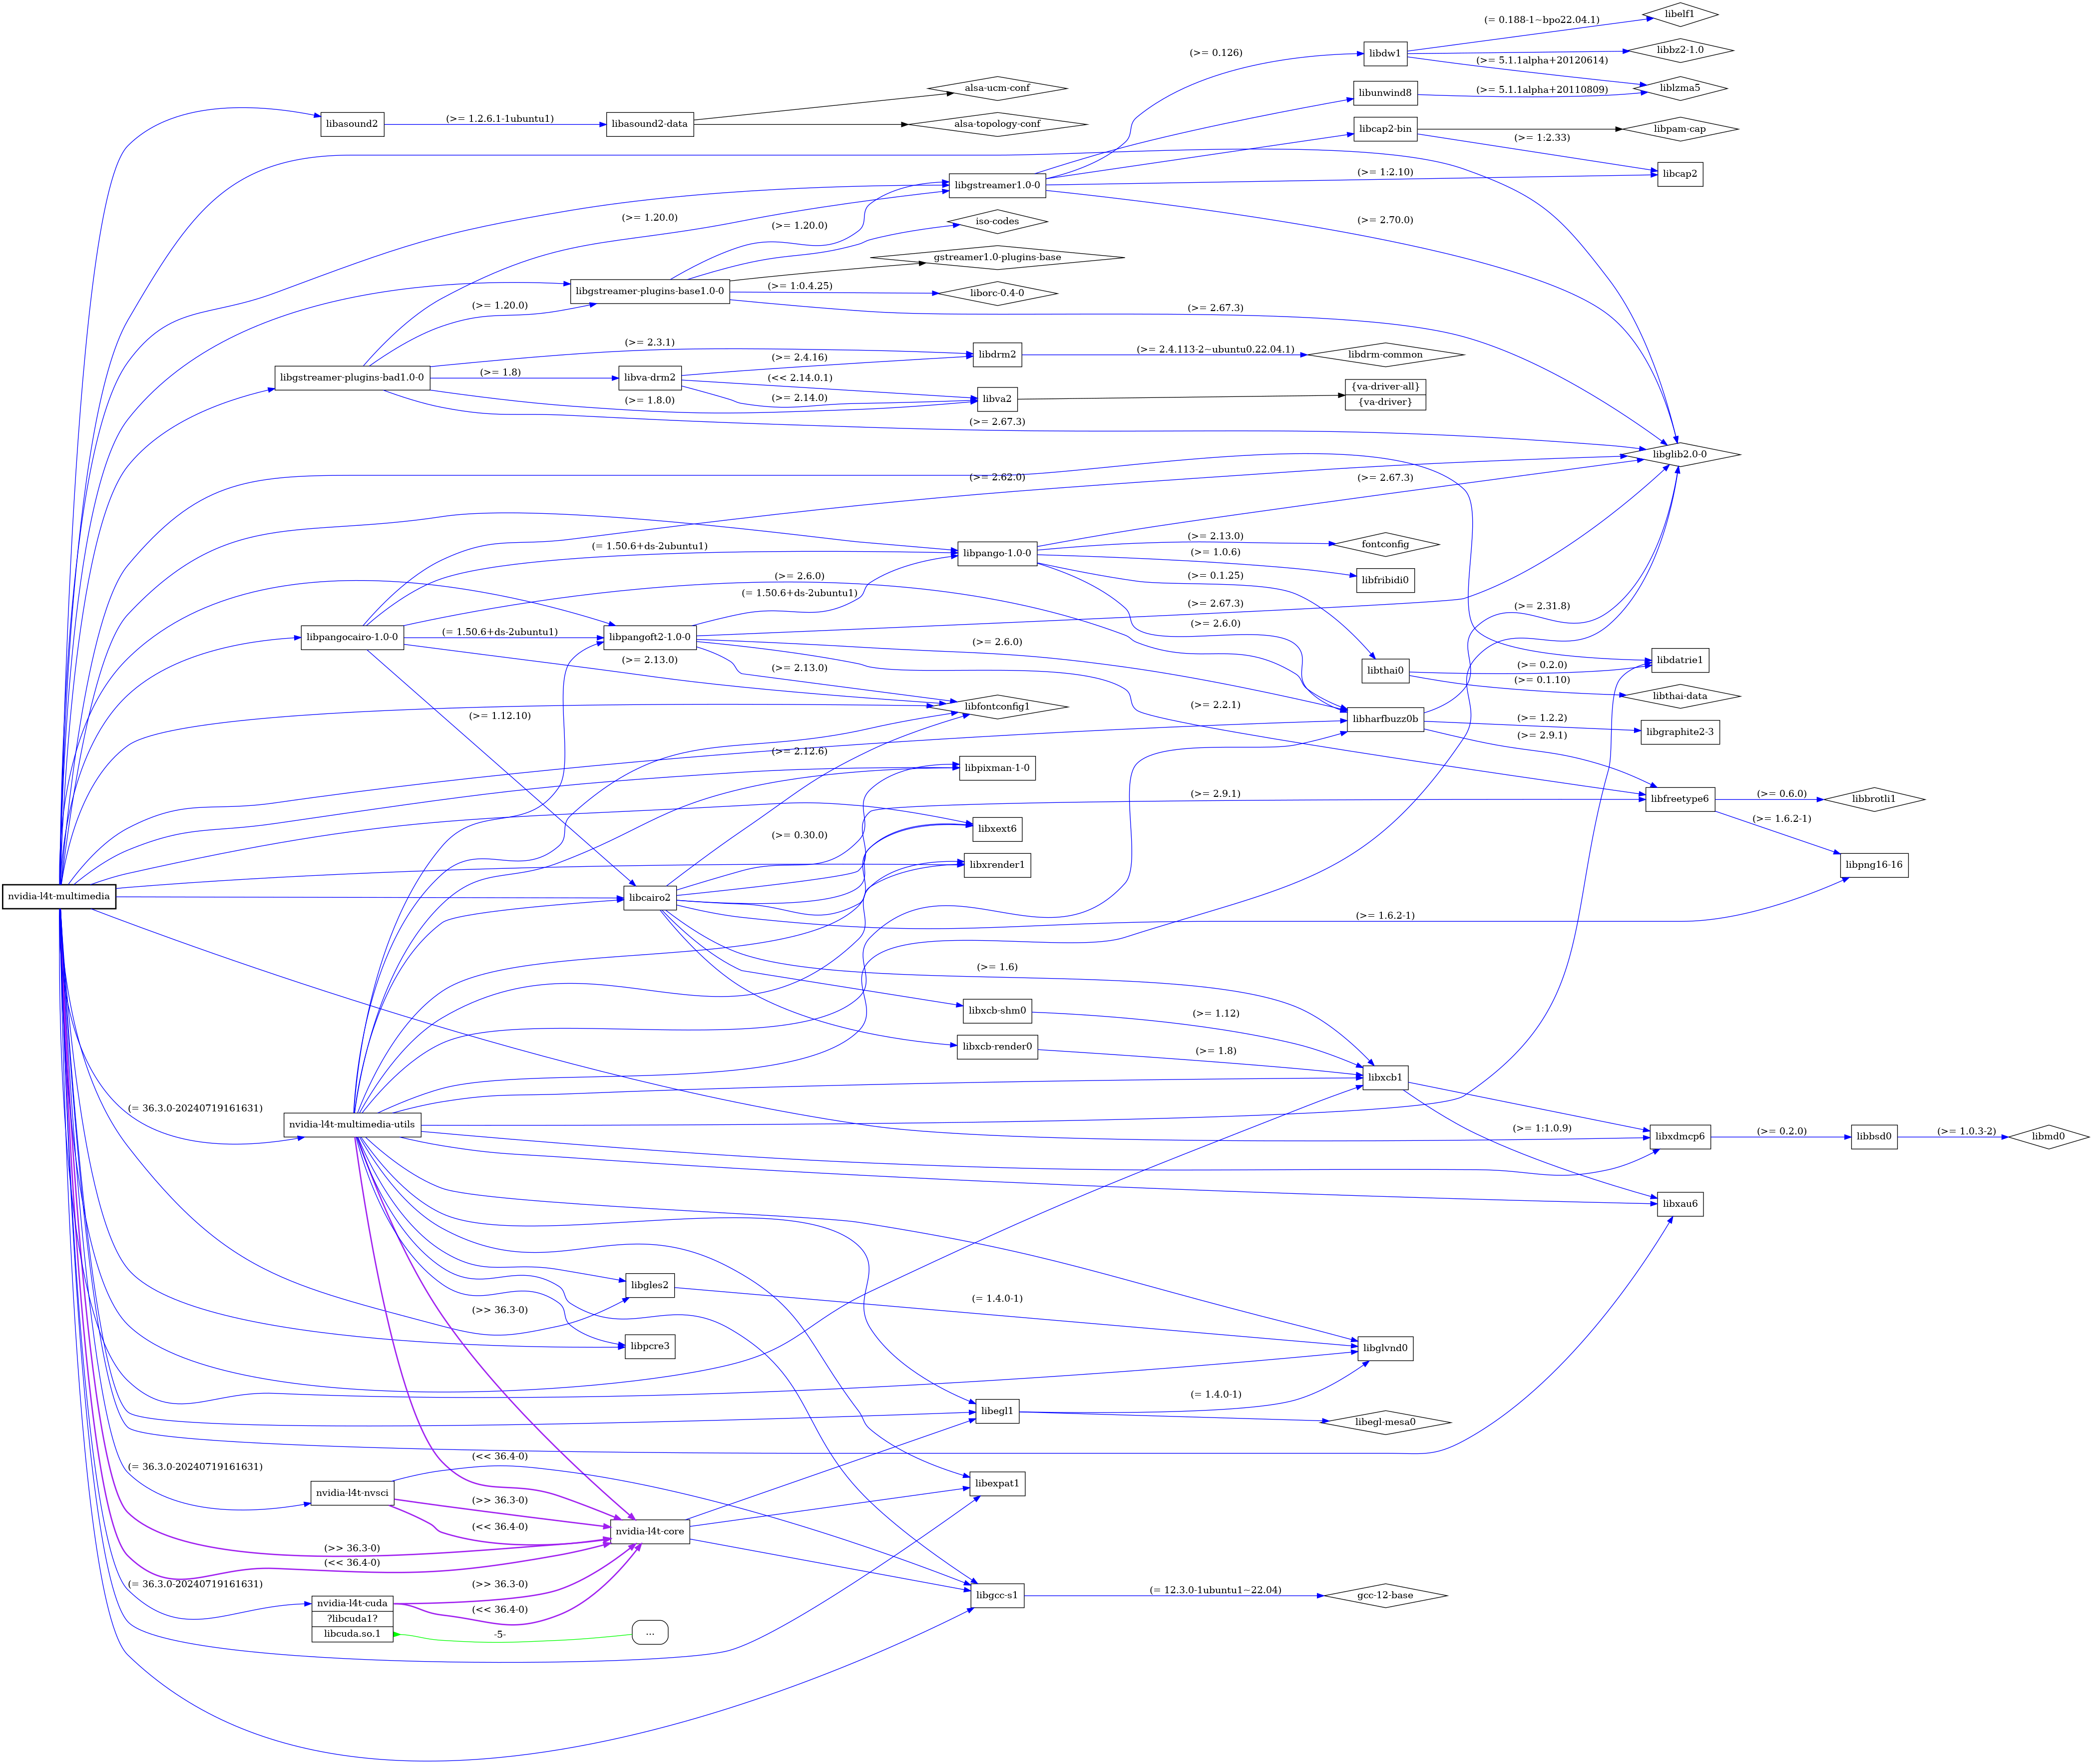 libelf1
(= 0.188-1~bpo22.04.1)
(>= 0.126)
libdw1
libbz2-1.0
(>= 5.1.1alpha+20120614)
alsa-ucm-conf
liblzma5
libunwind8
(>= 5.1.1alpha+20110809)
libasound2
(>= 1.2.6.1-1ubuntu1)
libasound2-data
alsa-topology-conf
libcap2-bin
libpam-cap
(>= 1:2.33)
libgstreamer1.0-0
(>= 1:2.10)
libcap2
(>= 1.20.0)
(>= 1.20.0)
iso-codes
(>= 2.70.0)
gstreamer1.0-plugins-base
libgstreamer-plugins-base1.0-0
(>= 1:0.4.25)
liborc-0.4-0
(>= 1.20.0)
(>= 2.67.3)
(>= 2.3.1)
libdrm2
(>= 2.4.113-2~ubuntu0.22.04.1)
libdrm-common
(>= 2.4.16)
libgstreamer-plugins-bad1.0-0
(>= 1.8)
libva-drm2
(<< 2.14.0.1)
{va-driver-all}
{va-driver}
(>= 1.8.0)
(>= 2.14.0)
libva2
(>= 2.67.3)
libglib2.0-0
(>= 2.62.0)
(>= 2.67.3)
(= 1.50.6+ds-2ubuntu1)
libpango-1.0-0
(>= 2.13.0)
fontconfig
(>= 1.0.6)
libfribidi0
(>= 2.6.0)
(>= 0.1.25)
(= 1.50.6+ds-2ubuntu1)
(>= 2.67.3)
(>= 2.31.8)
libpangocairo-1.0-0
(= 1.50.6+ds-2ubuntu1)
libpangoft2-1.0-0
(>= 2.6.0)
(>= 2.6.0)
(>= 2.13.0)
(>= 2.13.0)
libthai0
(>= 0.2.0)
libdatrie1
(>= 0.1.10)
libthai-data
(>= 1.12.10)
libfontconfig1
(>= 2.2.1)
libharfbuzz0b
(>= 1.2.2)
libgraphite2-3
(>= 2.9.1)
(>= 2.12.6)
libpixman-1-0
(>= 2.9.1)
libfreetype6
(>= 0.6.0)
libbrotli1
(>= 1.6.2-1)
(>= 0.30.0)
libxext6
libxrender1
libpng16-16
nvidia-l4t-multimedia
libcairo2
(>= 1.6.2-1)
(>= 1.6)
libxcb-shm0
(>= 1.12)
libxcb-render0
(>= 1.8)
libxcb1
(= 36.3.0-20240719161631)
nvidia-l4t-multimedia-utils
(>= 1:1.0.9)
libxdmcp6
(>= 0.2.0)
libbsd0
(>= 1.0.3-2)
libmd0
libxau6
libgles2
(= 1.4.0-1)
(>> 36.3-0)
libpcre3
libglvnd0
(= 1.4.0-1)
libegl1
libegl-mesa0
(<< 36.4-0)
(= 36.3.0-20240719161631)
nvidia-l4t-nvsci
libexpat1
(>> 36.3-0)
(<< 36.4-0)
nvidia-l4t-core
(>> 36.3-0)
(<< 36.4-0)
(= 36.3.0-20240719161631)
(>> 36.3-0)
nvidia-l4t-cuda
?libcuda1?
libcuda.so.1
(<< 36.4-0)
libgcc-s1
(= 12.3.0-1ubuntu1~22.04)
gcc-12-base
-5-
...